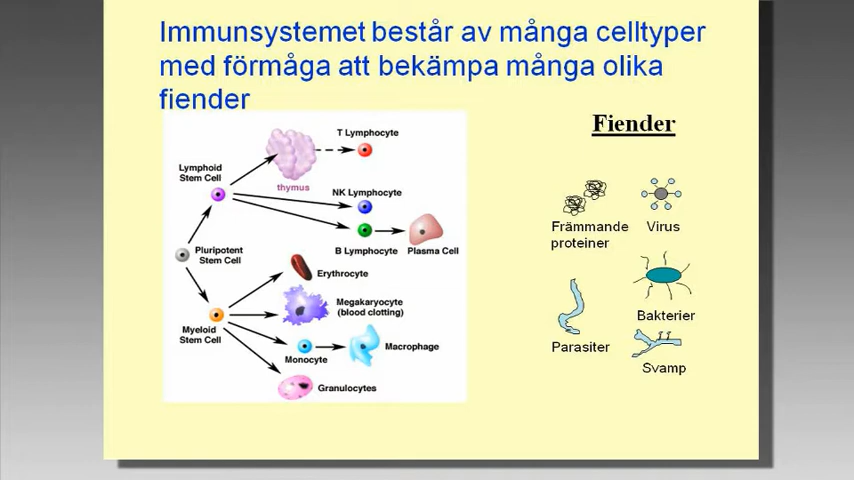 Immunsystemet består av många celltyper
med förmåga att bekämpa många olika
fiender
T Lymphocyte
Lymphoid
Stem Cell
thymus
NK Lymphocyte
B Lymphocyte
Plasma Cell
Pluripotent
Stem Cell
Erythrocyte
Megakaryocyte
(blood clotting)
Myeloid
Stem Cell
Monocyte
Macrophage
Granulocytes
Fiender
Främmande
proteiner
Virus
Bakterier
Parasiter
Svamp